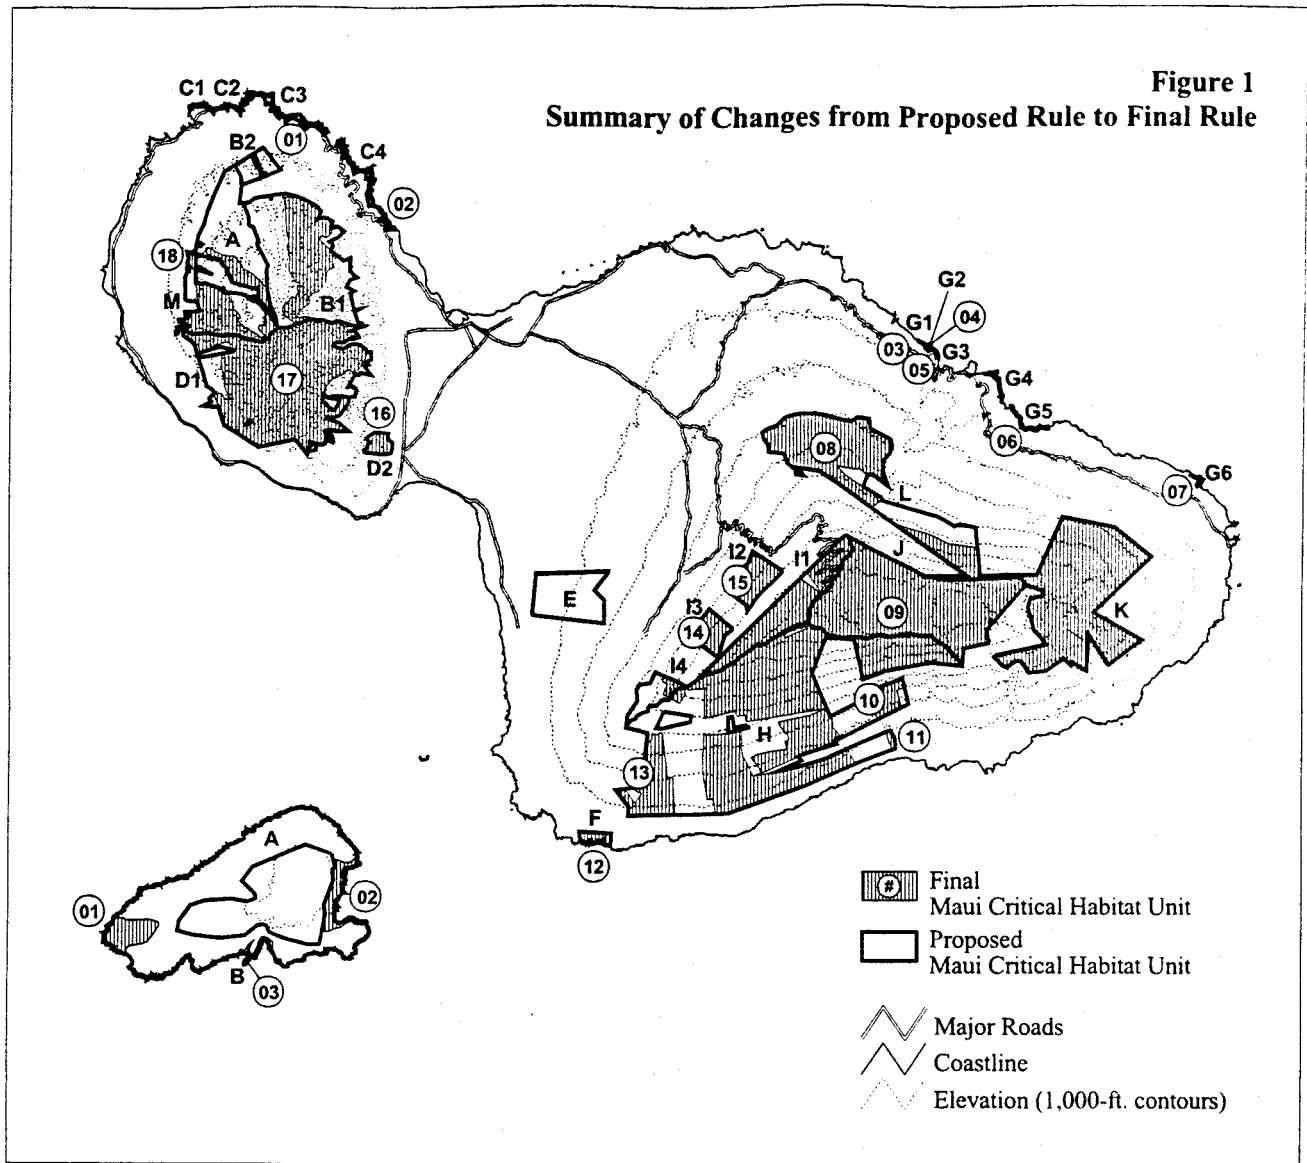 Figure 1
Summary of Changes from Proposed Rule to Final Rule
C1 C2 C3
01
B2
C4
02
A
18
M
B1
D1
17
16
D2
G2
G1
04
03
G3
05
G4
G5
06
G6
07
08
L
J
I2
I1
15
E
I3
14
09
K
I4
10
H
11
13
F
12
A
01
02
B
03
#
Final
Maui Critical Habitat Unit
Proposed
Maui Critical Habitat Unit
Major Roads
Coastline
Elevation (1,000-ft. contours)